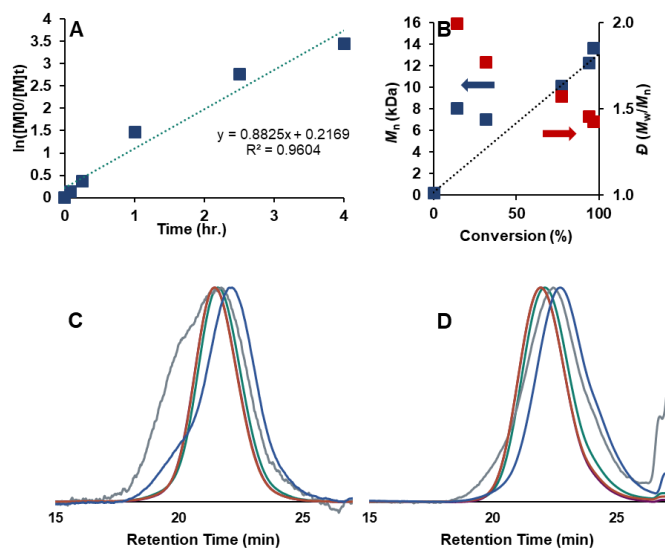 A
4
3.5
3
2.5
2
1.5
1
0.5
0
ln([M]0/[M]t)
y = 0.8825x + 0.2169
R² = 0.9604
0
2
4
Time (hr.)
B
16
14
12
10
8
6
4
2
0
Mn (kDa)
2.0
1.5
1.0
Đ (Mw/Mn)
0
50
100
Conversion (%)
C
15
20
25
Retention Time (min)
D
15
20
25
Retention Time (min)